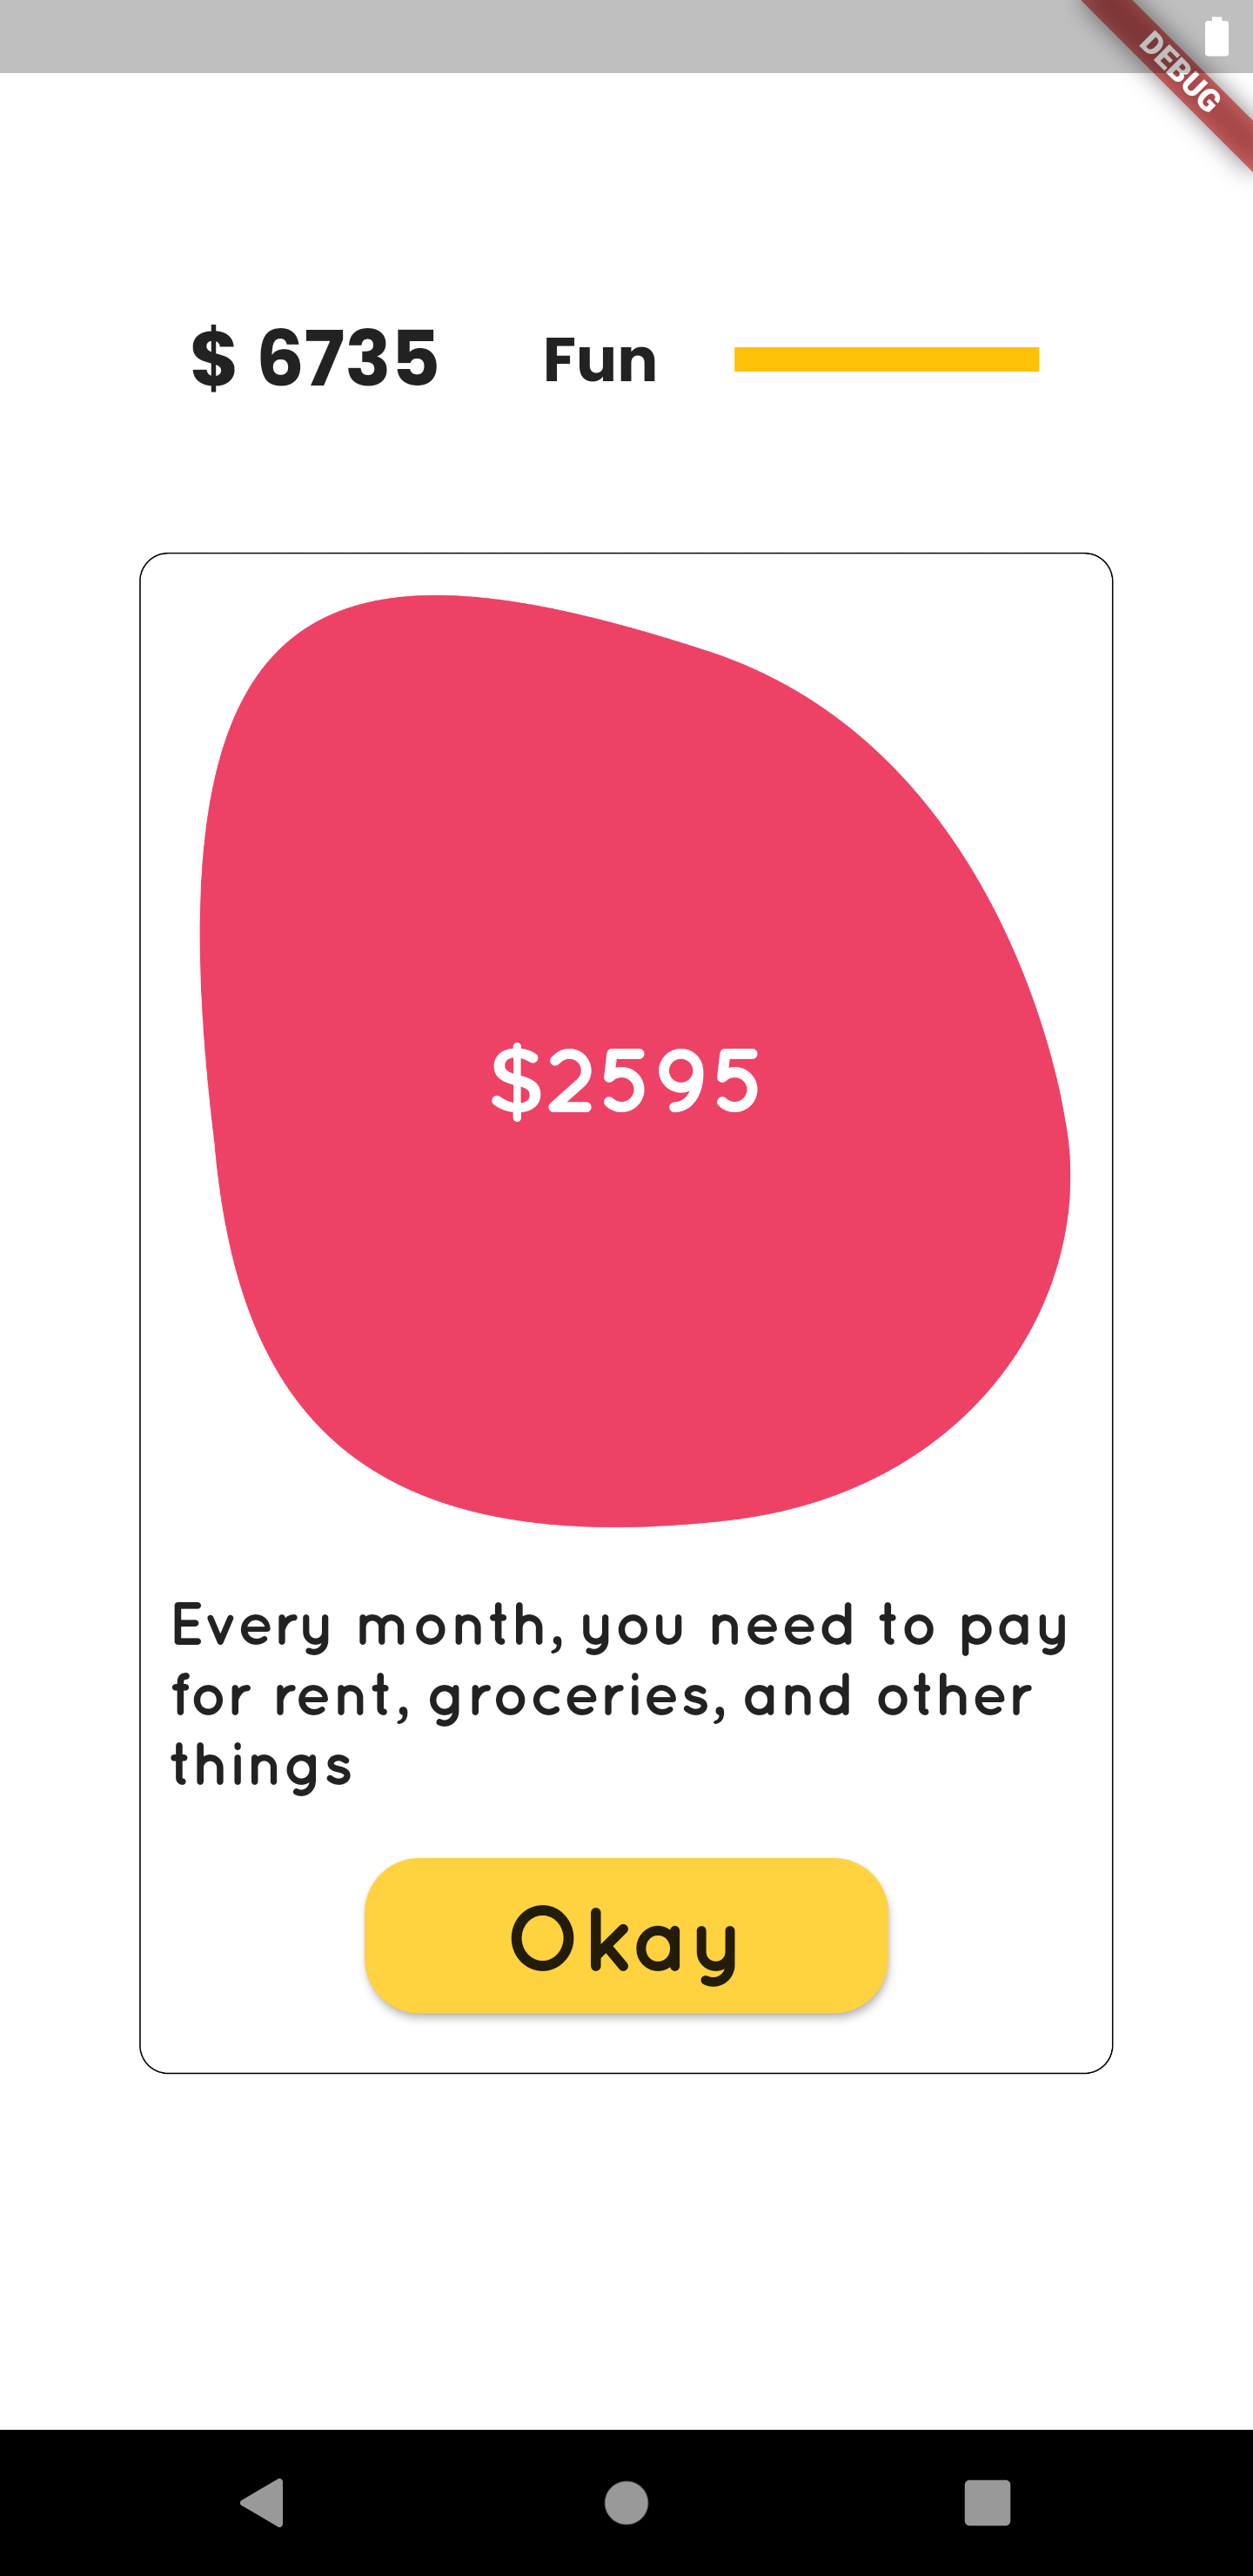 DEBUG
$ 6735 Fun
$2595
Every month, you need to pay
for rent, groceries, and other
things
Okay